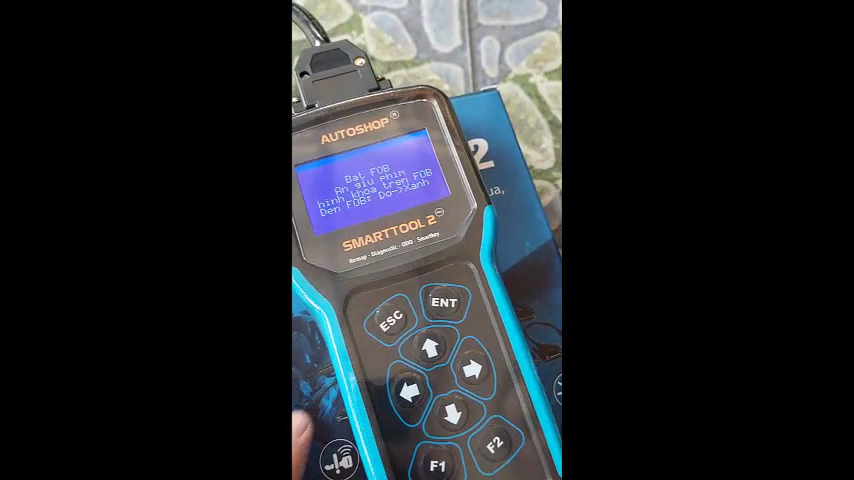 AUTOSHOP
Bat FOB
An giu phim
hinh khoa tren FOB
Den FOB: Do->Xanh
SMARTTOOL 2
Remap - Diagnostic - ODO - Smartkey
2
ua,
ESC
ENT
F1
F2